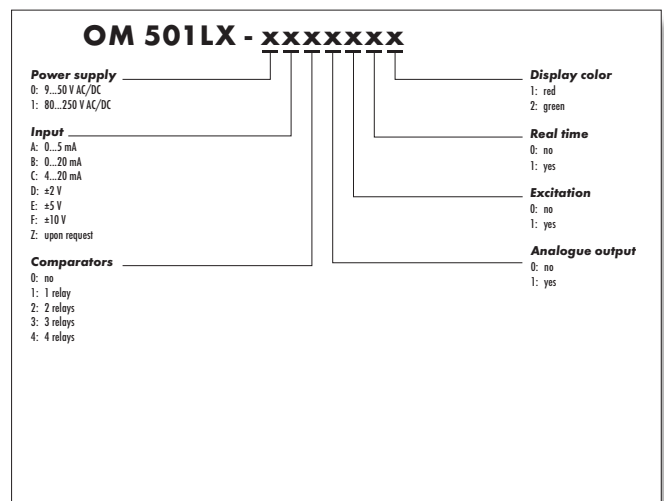 OM 501LX - xxxxxxx
Power supply
0: 9...50 V AC/DC
1: 80...250 V AC/DC
Input
A: 0...5 mA
B: 0...20 mA
C: 4...20 mA
D: ±2 V
E: ±5 V
F: ±10 V
Z: upon request
Comparators
0: no
1: 1 relay
2: 2 relays
3: 3 relays
4: 4 relays
Display color
1: red
2: green
Real time
0: no
1: yes
Excitation
0: no
1: yes
Analogue output
0: no
1: yes